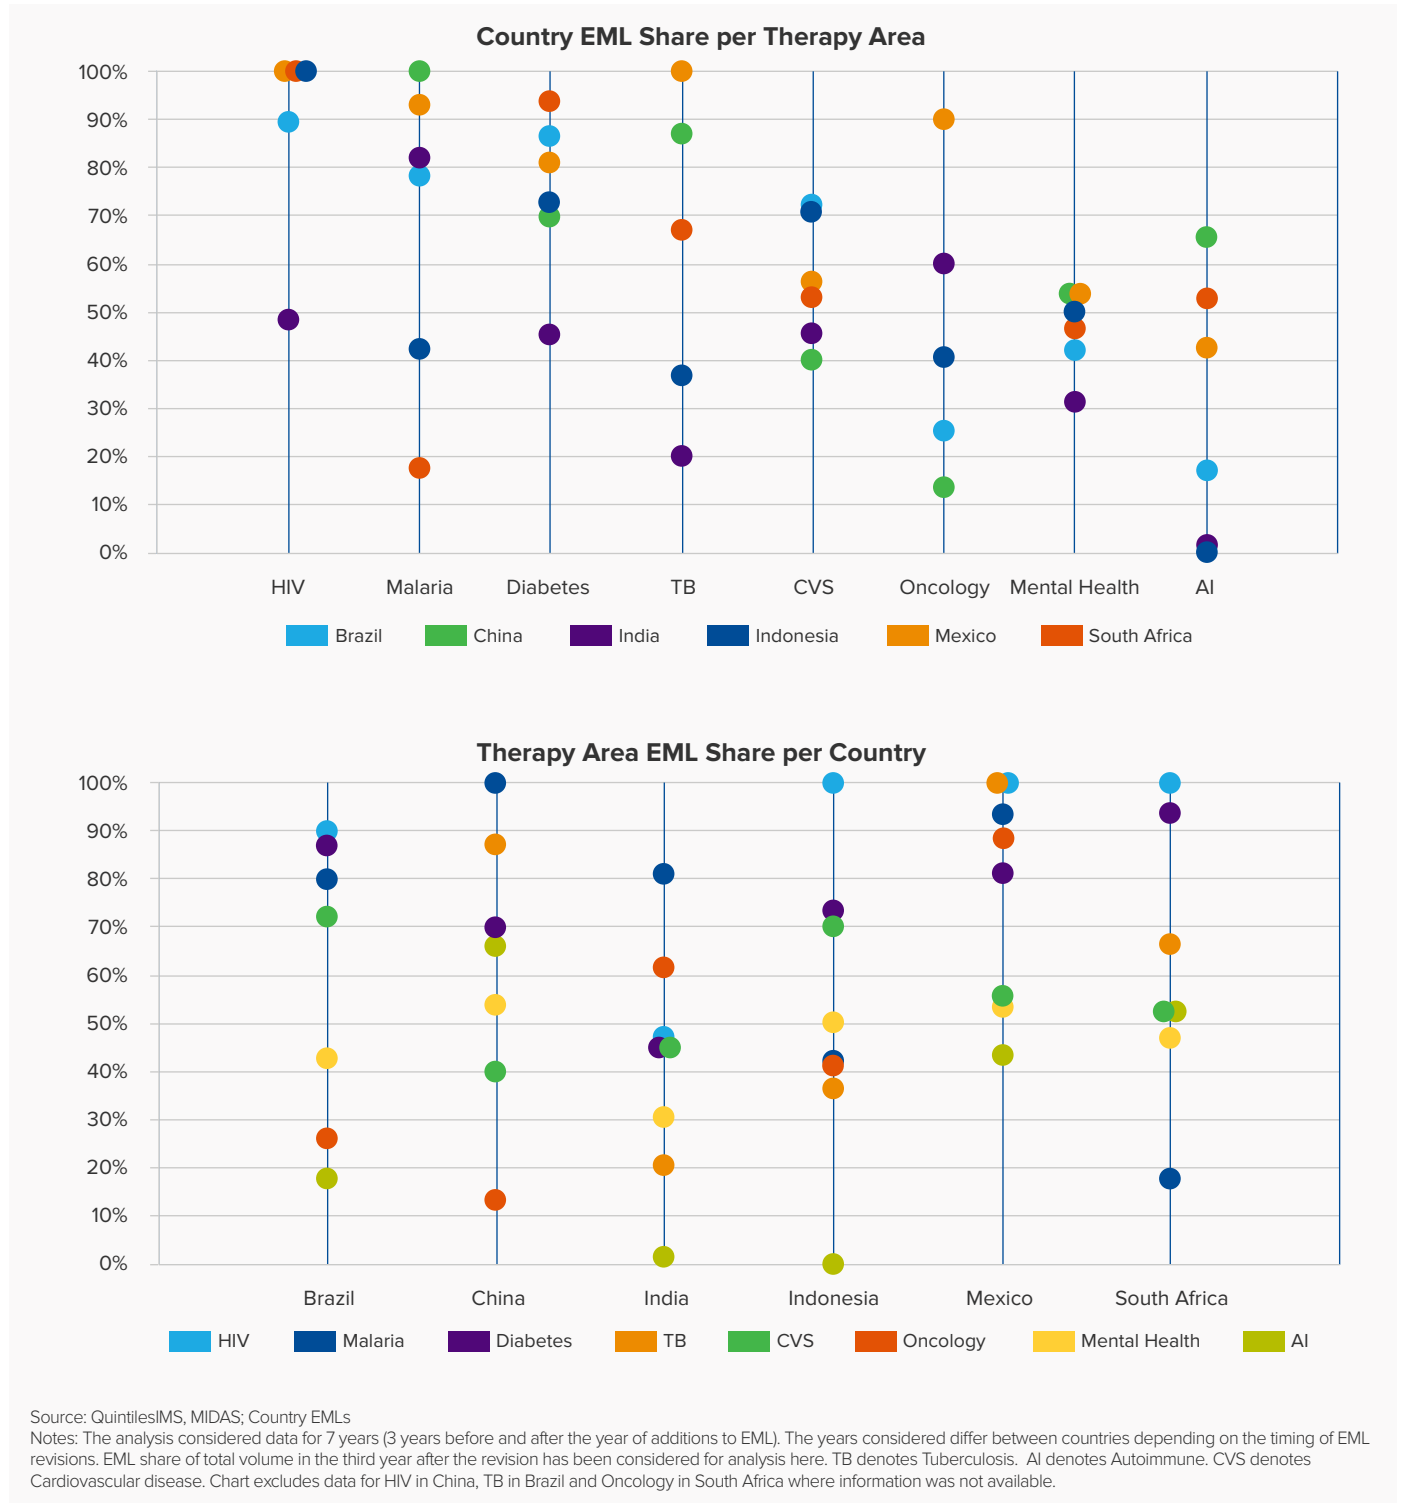 Country EML Share per Therapy Area
100%
90%
80%
70%
60%
50%
40%
30%
20%
10%
0%
HIV Malaria Diabetes TB CVS Oncology Mental Health AI
Brazil China India Indonesia Mexico South Africa
Therapy Area EML Share per Country
100%
90%
80%
70%
60%
50%
40%
30%
20%
10%
0%
Brazil China India Indonesia Mexico South Africa
HIV Malaria Diabetes TB CVS Oncology Mental Health AI
Source: QuintilesIMS, MIDAS; Country EMLs
Notes: The analysis considered data for 7 years (3 years before and after the year of additions to EML). The years considered differ between countries depending on the timing of EML
revisions. EML share of total volume in the third year after the revision has been considered for analysis here. TB denotes Tuberculosis. AI denotes Autoimmune. CVS denotes
Cardiovascular disease. Chart excludes data for HIV in China, TB in Brazil and Oncology in South Africa where information was not available.